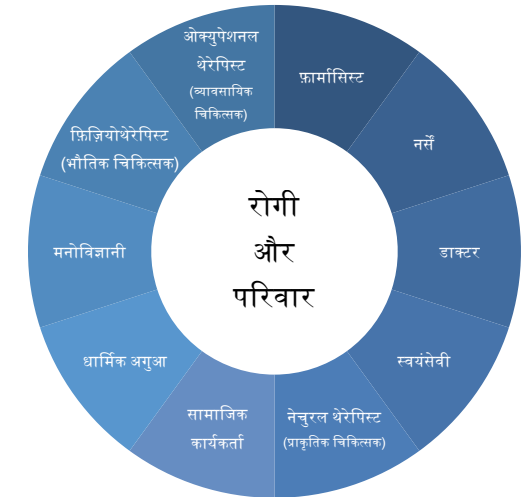 ओक्युपेशनल
थेरेपिस्ट
(व्यावसायिक
चिकित्सक)
फ़ार्मासिस्ट
नर्सें
डाक्टर
स्वयंसेवी
नेचुरल थेरेपिस्ट
(प्राकृतिक चिकित्सक)
सामाजिक
कार्यकर्ता
धार्मिक अगुआ
मनोविज्ञानी
फ़िज़ियोथेरेपिस्ट
(भौतिक चिकित्सक)
रोगी
और
परिवार